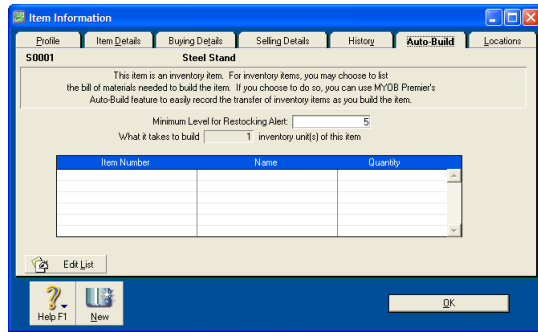 Item Information
Profile Item Details Buying Details Selling Details History Auto-Build Locations
S0001 Steel Stand
This item is an inventory item. For inventory items, you may choose to list
the bill of materials needed to build the item. If you choose to do so, you can use MYOB Premier's
Auto-Build feature to easily record the transfer of inventory items as you build the item.
Minimum Level for Restocking Alert: 5
What it takes to build 1 inventory unit(s) of this item
Item Number Name Quantity
Edit List
Help F1 New OK